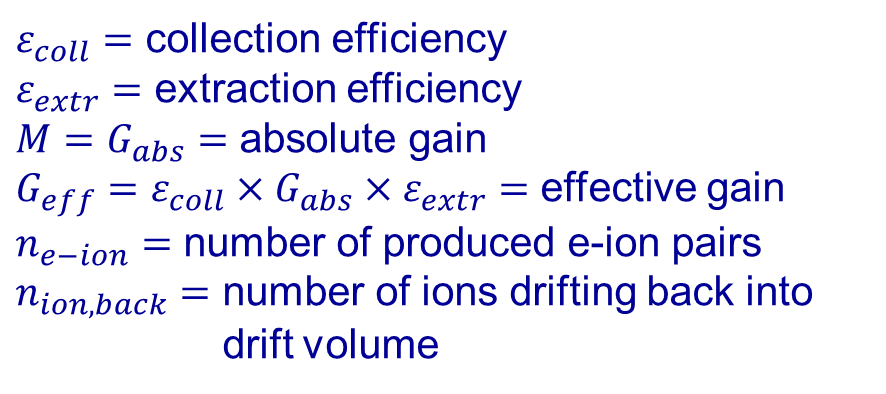 ε_coll = collection efficiency
ε_extr = extraction efficiency
M = G_abs = absolute gain
G_eff = ε_coll × G_abs × ε_extr = effective gain
n_e−ion = number of produced e-ion pairs
n_ion,back = number of ions drifting back into
drift volume